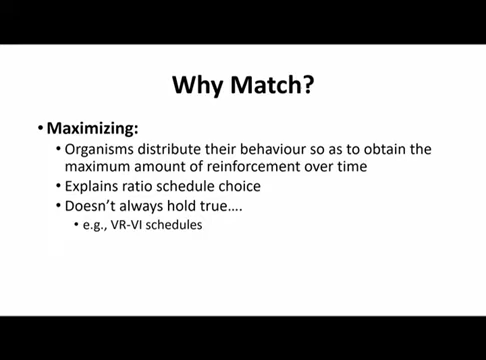 Why Match?
• Maximizing:
• Organisms distribute their behaviour so as to obtain the
maximum amount of reinforcement over time
• Explains ratio schedule choice
• Doesn't always hold true....
• e.g., VR-VI schedules